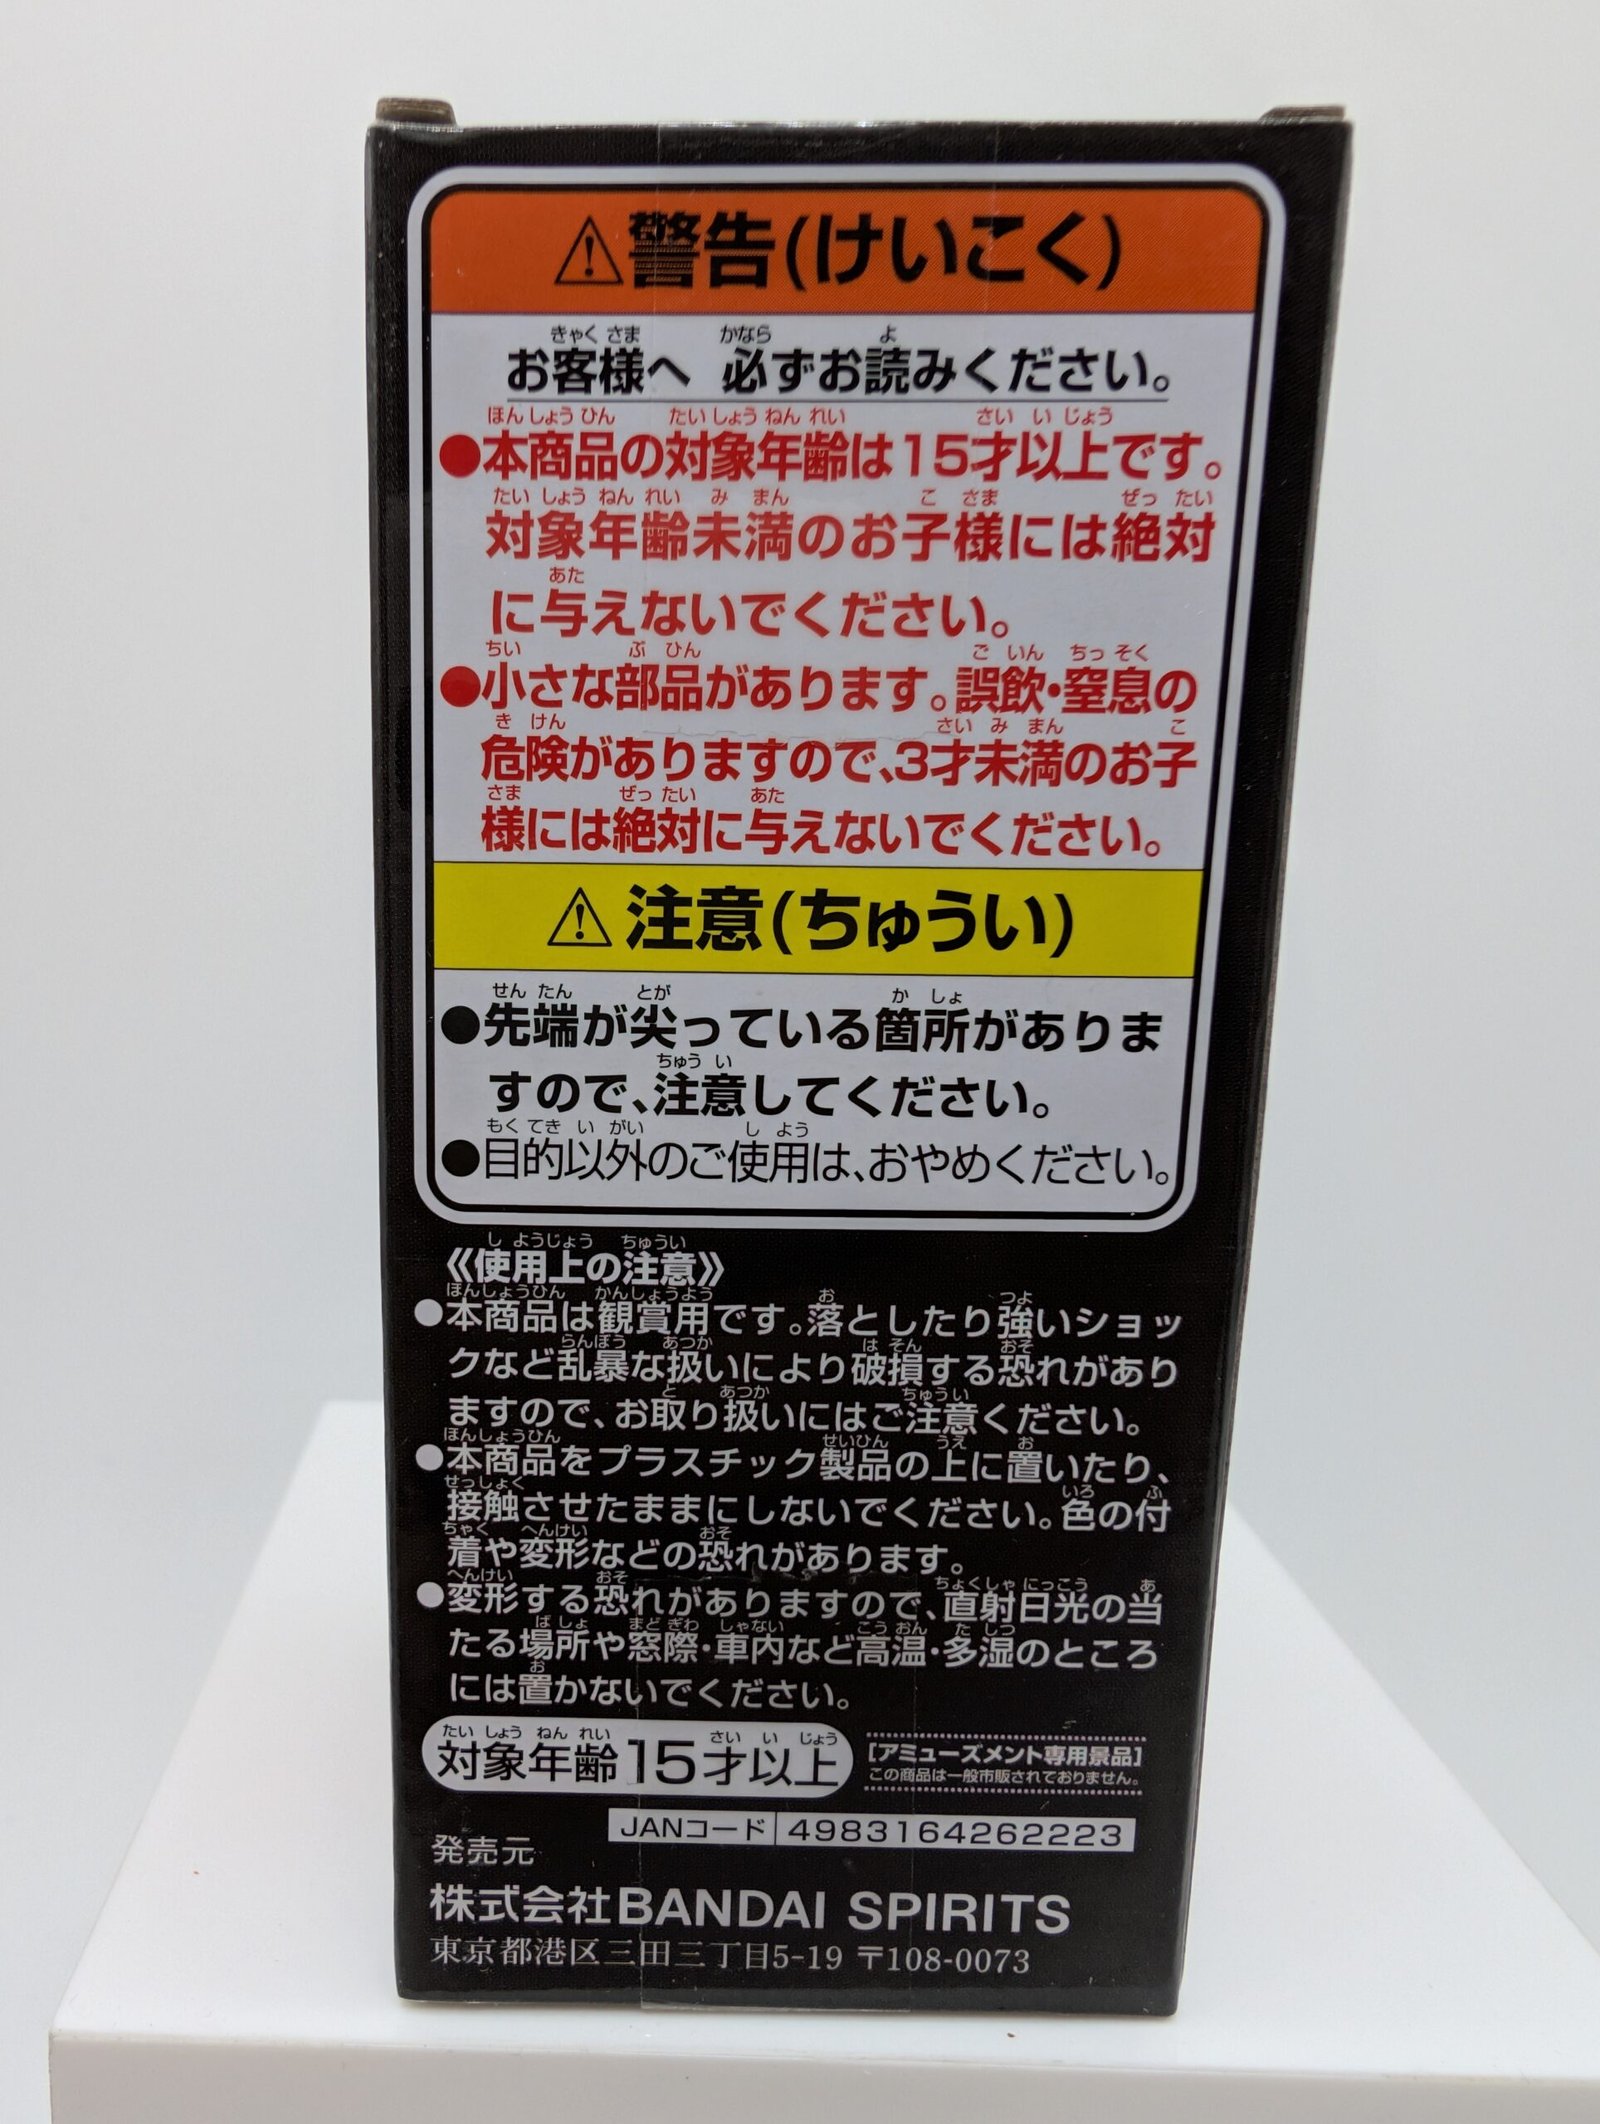 ⚠警告(けいこく)
お客様へ 必ずお読みください。
●本商品の対象年齢は15才以上です。
対象年齢未満のお子様には絶対
に与えないでください。
●小さな部品があります。誤飲・窒息の
危険がありますので、3才未満のお子
様には絶対に与えないでください。
⚠注意(ちゅうい)
●先端が尖っている箇所がありま
すので、注意してください。
●目的以外のご使用は、おやめください。
《使用上の注意》
●本商品は観賞用です。落としたり強いショッ
クなど乱暴な扱いにより破損する恐れがあり
ますので、お取り扱いにはご注意ください。
●本商品をプラスチック製品の上に置いたり、
接触させたままにしないでください。色の付
着や変形などの恐れがあります。
●変形する恐れがありますので、直射日光の当
たる場所や窓際・車内など高温・多湿のところ
には置かないでください。
対象年齢15才以上
[アミューズメント専用景品]
この商品は一般市販されておりません。
JANコード 4983164262223
発売元
株式会社BANDAI SPIRITS
東京都港区三田三丁目5-19 〒108-0073